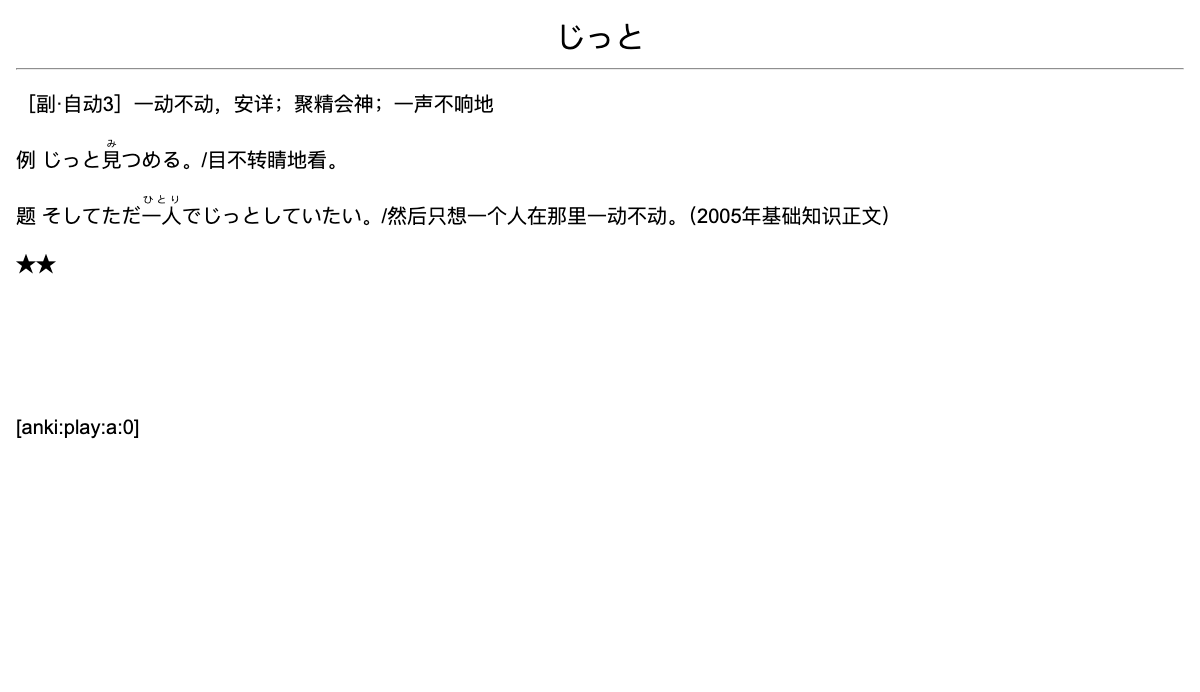 じっと
［副·自动3］一动不动，安详；聚精会神；一声不响地
み
例 じっと見つめる。/目不转睛地看。
ひとり
题 そしてただ一人でじっとしていたい。/然后只想一个人在那里一动不动。（2005年基础知识正文）
★★
[anki:play:a:0]